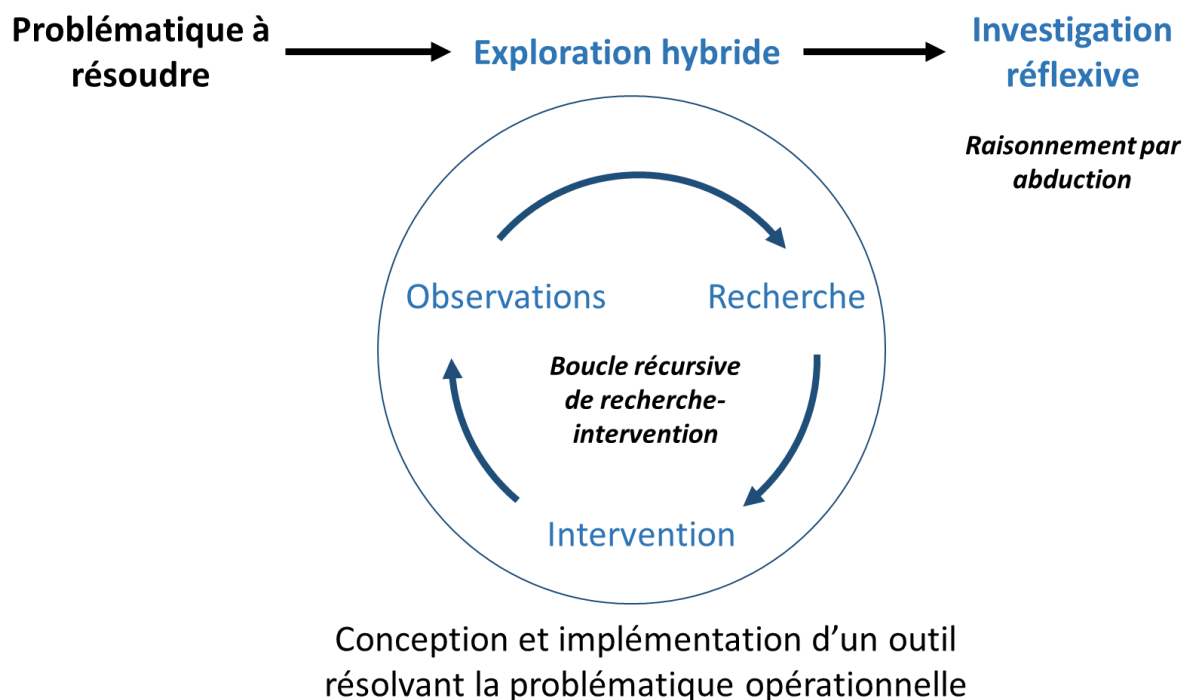 Problématique à
résoudre
Exploration hybride
Investigation
réflexive
Raisonnement par
abduction
Observations
Recherche
Boucle récursive
de recherche-
intervention
Intervention
Conception et implémentation d’un outil
résolvant la problématique opérationnelle